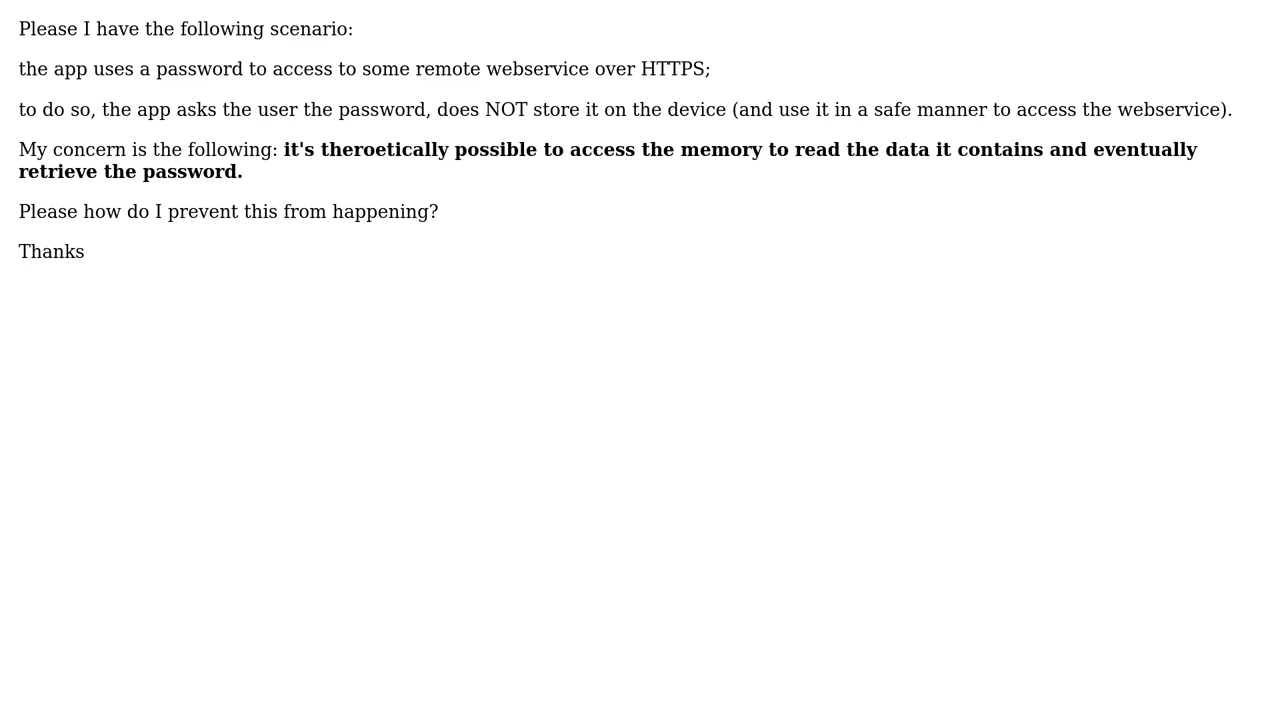 Please I have the following scenario:
the app uses a password to access to some remote webservice over HTTPS;
to do so, the app asks the user the password, does NOT store it on the device (and use it in a safe manner to access the webservice).
My concern is the following: it's theroetically possible to access the memory to read the data it contains and eventually
retrieve the password.
Please how do I prevent this from happening?
Thanks